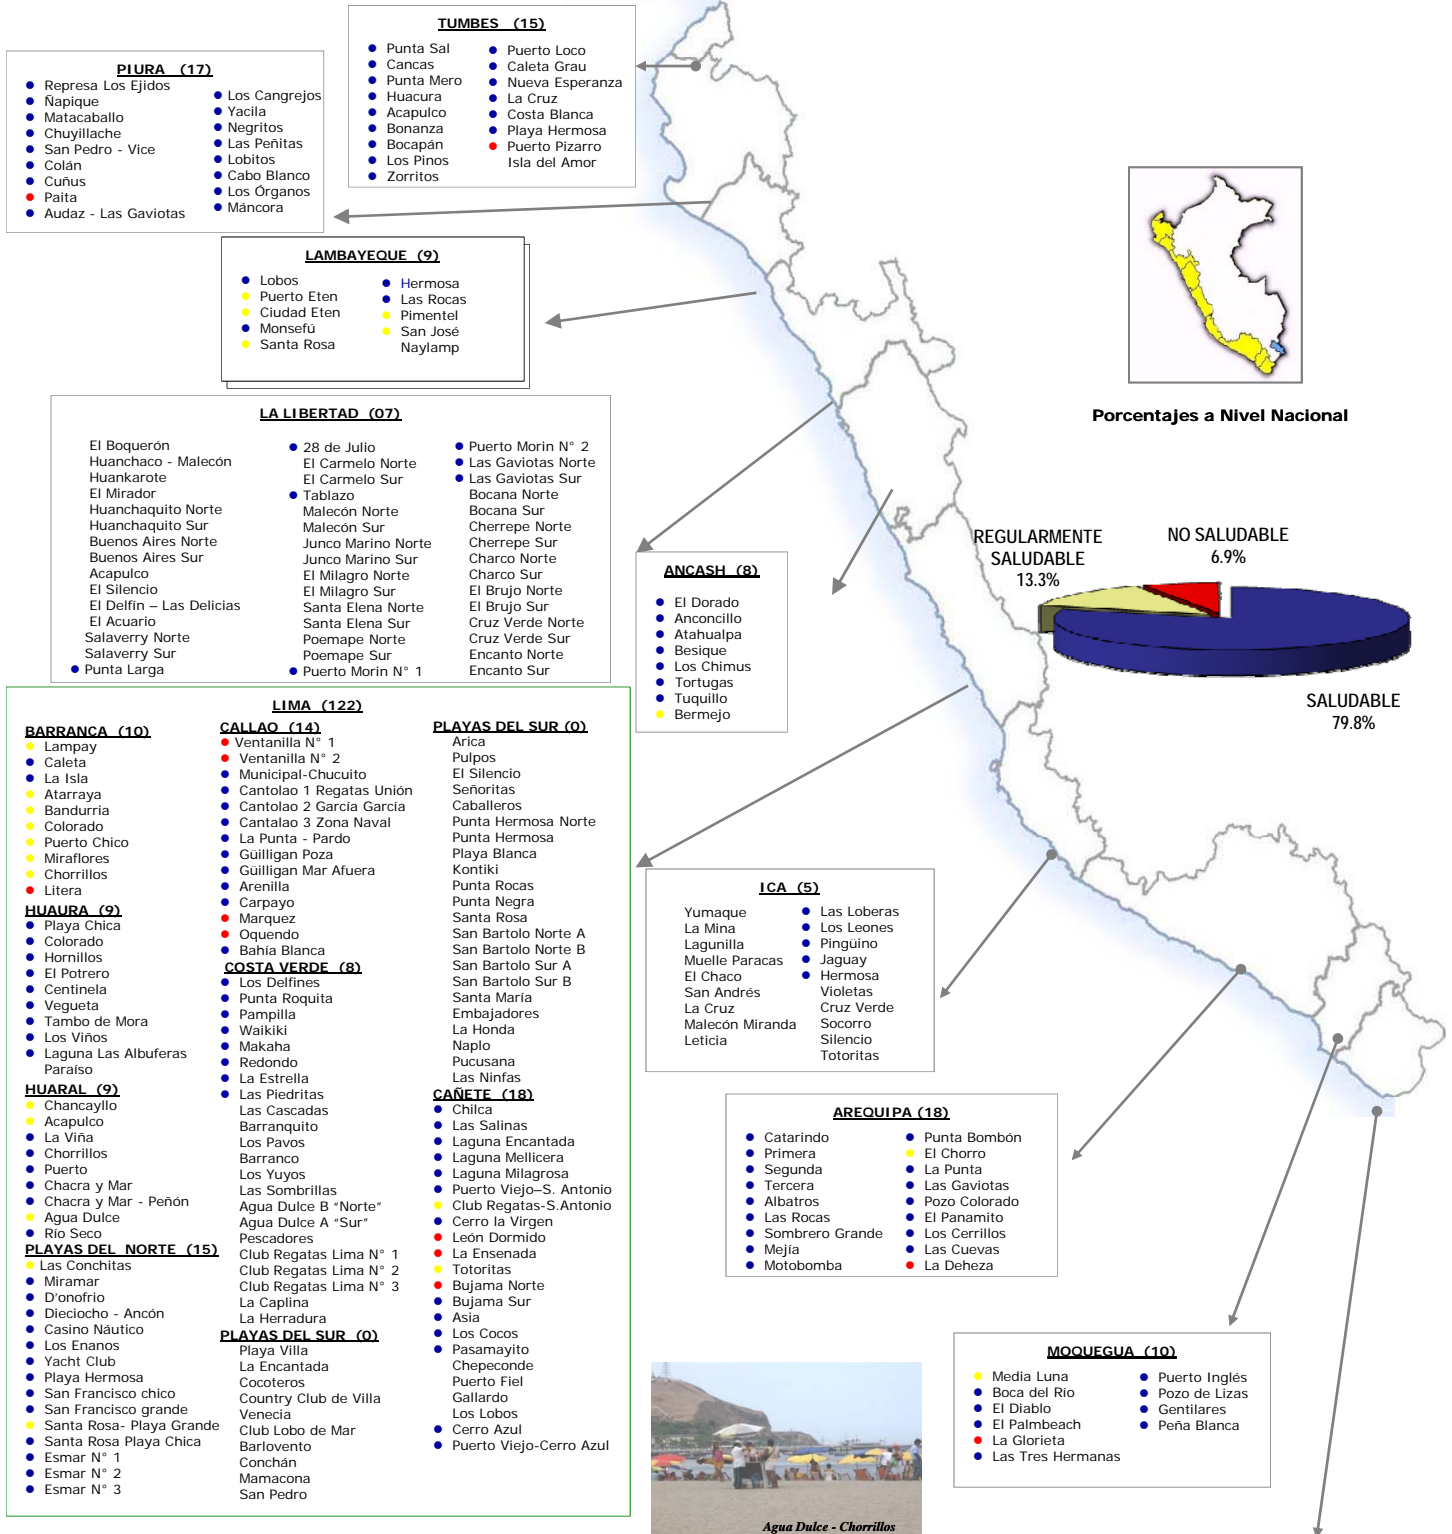 TUMBES (15)
Punta Sal
Cancas
Punta Mero
Huacura
Acapulco
Bonanza
Bocapán
Los Pinos
Zorritos
Puerto Loco
Caleta Grau
Nueva Esperanza
La Cruz
Costa Blanca
Playa Hermosa
Puerto Pizarro
Isla del Amor
PIURA (17)
Represa Los Ejidos
Ñapique
Matacaballo
Chuyillache
San Pedro - Vice
Colán
Cuñus
Paita
Audaz - Las Gaviotas
Los Cangrejos
Yacila
Negritos
Las Peñitas
Lobitos
Cabo Blanco
Los Órganos
Máncora
LAMBAYEQUE (9)
Lobos
Puerto Eten
Ciudad Eten
Monsefú
Santa Rosa
Hermosa
Las Rocas
Pimentel
San José
Naylamp
Porcentajes a Nivel Nacional
REGULARMENTE
SALUDABLE
13.3%
NO SALUDABLE
6.9%
SALUDABLE
79.8%
LA LIBERTAD (07)
El Boquerón
Huanchaco - Malecón
Huankarote
El Mirador
Huanchaquito Norte
Huanchaquito Sur
Buenos Aires Norte
Buenos Aires Sur
Acapulco
El Silencio
El Delfín – Las Delicias
El Acuario
Salaverry Norte
Salaverry Sur
Punta Larga
28 de Julio
El Carmelo Norte
El Carmelo Sur
Tablazo
Malecón Norte
Malecón Sur
Junco Marino Norte
Junco Marino Sur
El Milagro Norte
El Milagro Sur
Santa Elena Norte
Santa Elena Sur
Poemape Norte
Poemape Sur
Puerto Morin N° 1
Puerto Morin N° 2
Las Gaviotas Norte
Las Gaviotas Sur
Bocana Norte
Bocana Sur
Cherrepe Norte
Cherrepe Sur
Charco Norte
Charco Sur
El Brujo Norte
El Brujo Sur
Cruz Verde Norte
Cruz Verde Sur
Encanto Norte
Encanto Sur
ANCASH (8)
El Dorado
Anconcillo
Atahualpa
Besique
Los Chimus
Tortugas
Tuquillo
Bermejo
LIMA (122)
BARRANCA (10)
Lampay
Caleta
La Isla
Atarraya
Bandurria
Colorado
Puerto Chico
Miraflores
Chorrillos
Litera
HUAURA (9)
Playa Chica
Colorado
Hornillos
El Potrero
Centinela
Vegueta
Tambo de Mora
Los Viños
Laguna Las Albuferas
Paraíso
HUARAL (9)
Chancayllo
Acapulco
La Viña
Chorrillos
Puerto
Chacra y Mar
Chacra y Mar - Peñón
Agua Dulce
Río Seco
PLAYAS DEL NORTE (15)
Las Conchitas
Miramar
D'onofrio
Dieciocho - Ancón
Casino Náutico
Los Enanos
Yacht Club
Playa Hermosa
San Francisco chico
San Francisco grande
Santa Rosa- Playa Grande
Santa Rosa Playa Chica
Esmar N° 1
Esmar N° 2
Esmar N° 3
CALLAO (14)
Ventanilla N° 1
Ventanilla N° 2
Municipal-Chucuito
Cantolao 1 Regatas Unión
Cantolao 2 García García
Cantalao 3 Zona Naval
La Punta - Pardo
Güilligan Poza
Güilligan Mar Afuera
Arenilla
Carpayo
Marquez
Oquendo
Bahía Blanca
COSTA VERDE (8)
Los Delfines
Punta Roquita
Pampilla
Waikiki
Makaha
Redondo
La Estrella
Las Piedritas
Las Cascadas
Barranquito
Los Pavos
Barranco
Los Yuyos
Las Sombrillas
Agua Dulce B "Norte"
Agua Dulce A "Sur"
Pescadores
Club Regatas Lima N° 1
Club Regatas Lima N° 2
Club Regatas Lima N° 3
La Caplina
La Herradura
PLAYAS DEL SUR (0)
Playa Villa
La Encantada
Cocoteros
Country Club de Villa
Venecia
Club Lobo de Mar
Barlovento
Conchán
Mamacona
San Pedro
PLAYAS DEL SUR (0)
Arica
Pulpos
El Silencio
Señoritas
Caballeros
Punta Hermosa Norte
Punta Hermosa
Playa Blanca
Kontiki
Punta Rocas
Punta Negra
Santa Rosa
San Bartolo Norte A
San Bartolo Norte B
San Bartolo Sur A
San Bartolo Sur B
Santa María
Embajadores
La Honda
Naplo
Pucusana
Las Ninfas
CAÑETE (18)
Chilca
Las Salinas
Laguna Encantada
Laguna Mellicera
Laguna Milagrosa
Puerto Viejo–S. Antonio
Club Regatas-S.Antonio
Cerro la Virgen
León Dormido
La Ensenada
Totoritas
Bujama Norte
Bujama Sur
Asia
Los Cocos
Pasamayito
Chepeconde
Puerto Fiel
Gallardo
Los Lobos
Cerro Azul
Puerto Viejo-Cerro Azul
ICA (5)
Yumaque
La Mina
Lagunilla
Muelle Paracas
El Chaco
San Andrés
La Cruz
Malecón Miranda
Leticia
Las Loberas
Los Leones
Pingüino
Jaguay
Hermosa
Violetas
Cruz Verde
Socorro
Silencio
Totoritas
AREQUIPA (18)
Catarindo
Primera
Segunda
Tercera
Albatros
Las Rocas
Sombrero Grande
Mejía
Motobomba
Punta Bombón
El Chorro
La Punta
Las Gaviotas
Pozo Colorado
El Panamito
Los Cerrillos
Las Cuevas
La Deheza
MOQUEGUA (10)
Media Luna
Boca del Río
El Diablo
El Palmbeach
La Glorieta
Las Tres Hermanas
Puerto Inglés
Pozo de Lizas
Gentilares
Peña Blanca
Agua Dulce - Chorrillos